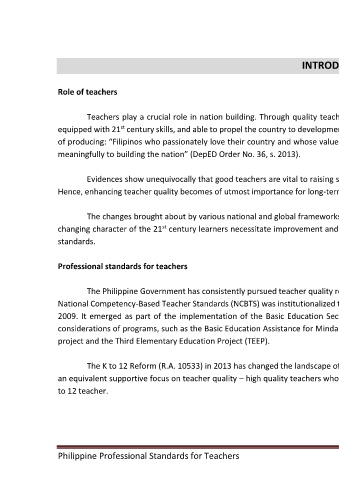 INTROD
Role of teachers
Teachers play a crucial role in nation building. Through quality teach
equipped with 21st century skills, and able to propel the country to developme
of producing: “Filipinos who passionately love their country and whose value
meaningfully to building the nation” (DepED Order No. 36, s. 2013).
Evidences show unequivocally that good teachers are vital to raising s
Hence, enhancing teacher quality becomes of utmost importance for long-terr
The changes brought about by various national and global frameworks
changing character of the 21st century learners necessitate improvement and
standards.
Professional standards for teachers
The Philippine Government has consistently pursued teacher quality re
National Competency-Based Teacher Standards (NCBTS) was institutionalized t
2009. It emerged as part of the implementation of the Basic Education Sec
considerations of programs, such as the Basic Education Assistance for Minda
project and the Third Elementary Education Project (TEEP).
The K to 12 Reform (R.A. 10533) in 2013 has changed the landscape of
an equivalent supportive focus on teacher quality – high quality teachers who
to 12 teacher.
Philippine Professional Standards for Teachers